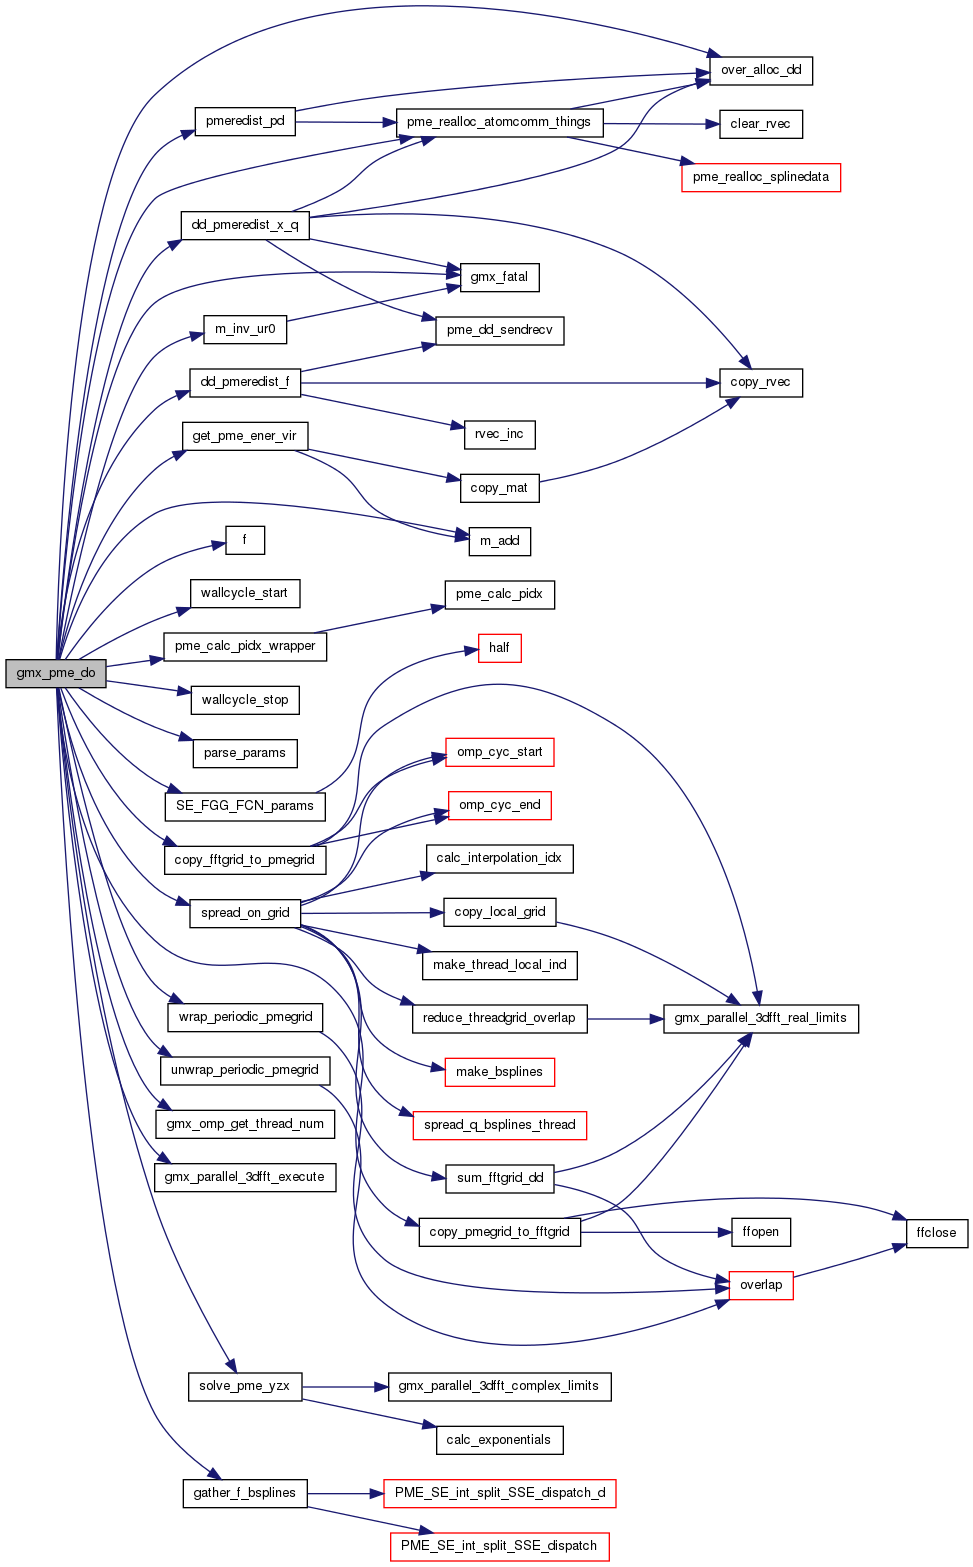 over_alloc_dd
pmeredist_pd
pme_realloc_atomcomm_things
clear_rvec
pme_realloc_splinedata
dd_pmeredist_x_q
gmx_fatal
m_inv_ur0
pme_dd_sendrecv
dd_pmeredist_f
copy_rvec
get_pme_ener_vir
rvec_inc
copy_mat
f
m_add
wallcycle_start
pme_calc_pidx
pme_calc_pidx_wrapper
half
gmx_pme_do
wallcycle_stop
parse_params
omp_cyc_start
SE_FGG_FCN_params
omp_cyc_end
copy_fftgrid_to_pmegrid
calc_interpolation_idx
spread_on_grid
copy_local_grid
make_thread_local_ind
wrap_periodic_pmegrid
reduce_threadgrid_overlap
gmx_parallel_3dfft_real_limits
unwrap_periodic_pmegrid
make_bsplines
gmx_omp_get_thread_num
spread_q_bsplines_thread
gmx_parallel_3dfft_execute
sum_fftgrid_dd
copy_pmegrid_to_fftgrid
ffopen
ffclose
overlap
solve_pme_yzx
gmx_parallel_3dfft_complex_limits
calc_exponentials
gather_f_bsplines
PME_SE_int_split_SSE_dispatch_d
PME_SE_int_split_SSE_dispatch